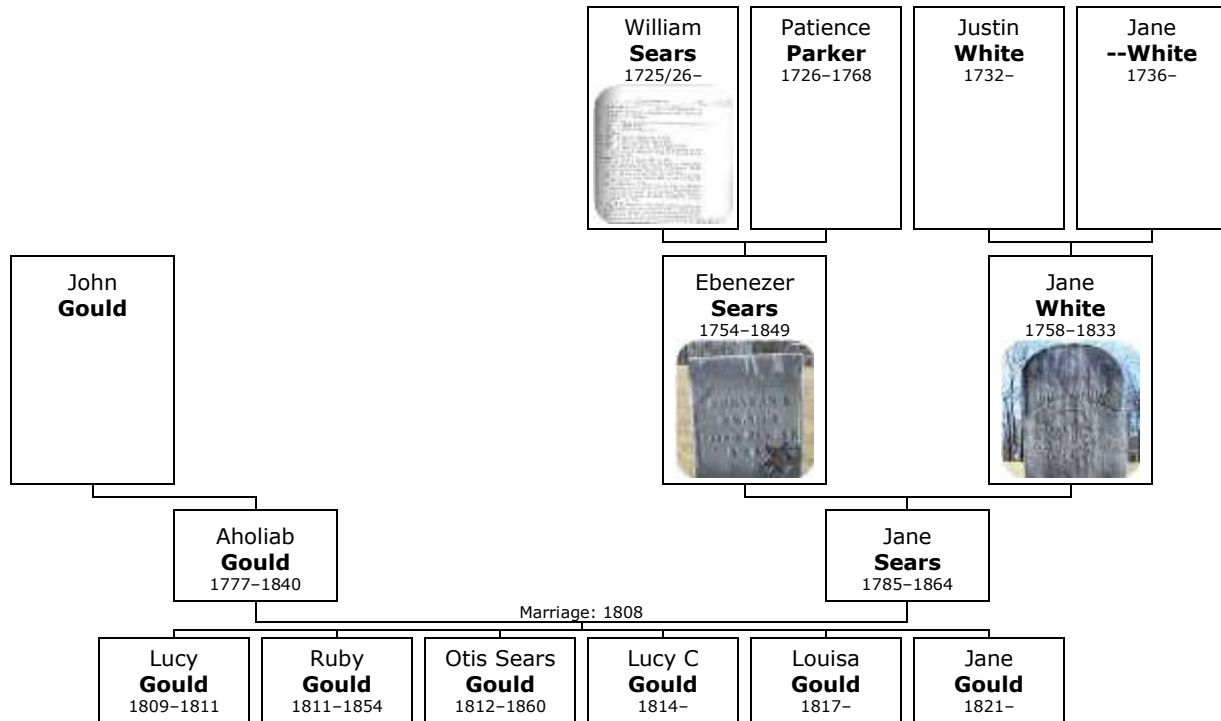 William
Sears
1725/26–
Patience
Parker
1726–1768
Justin
White
1732–
Jane
--White
1736–
John
Gould
Ebenezer
Sears
1754–1849
Jane
White
1758–1833
Aholiab
Gould
1777–1840
Jane
Sears
1785–1864
Marriage: 1808
Lucy
Gould
1809–1811
Ruby
Gould
1811–1854
Otis Sears
Gould
1812–1860
Lucy C
Gould
1814–
Louisa
Gould
1817–
Jane
Gould
1821–